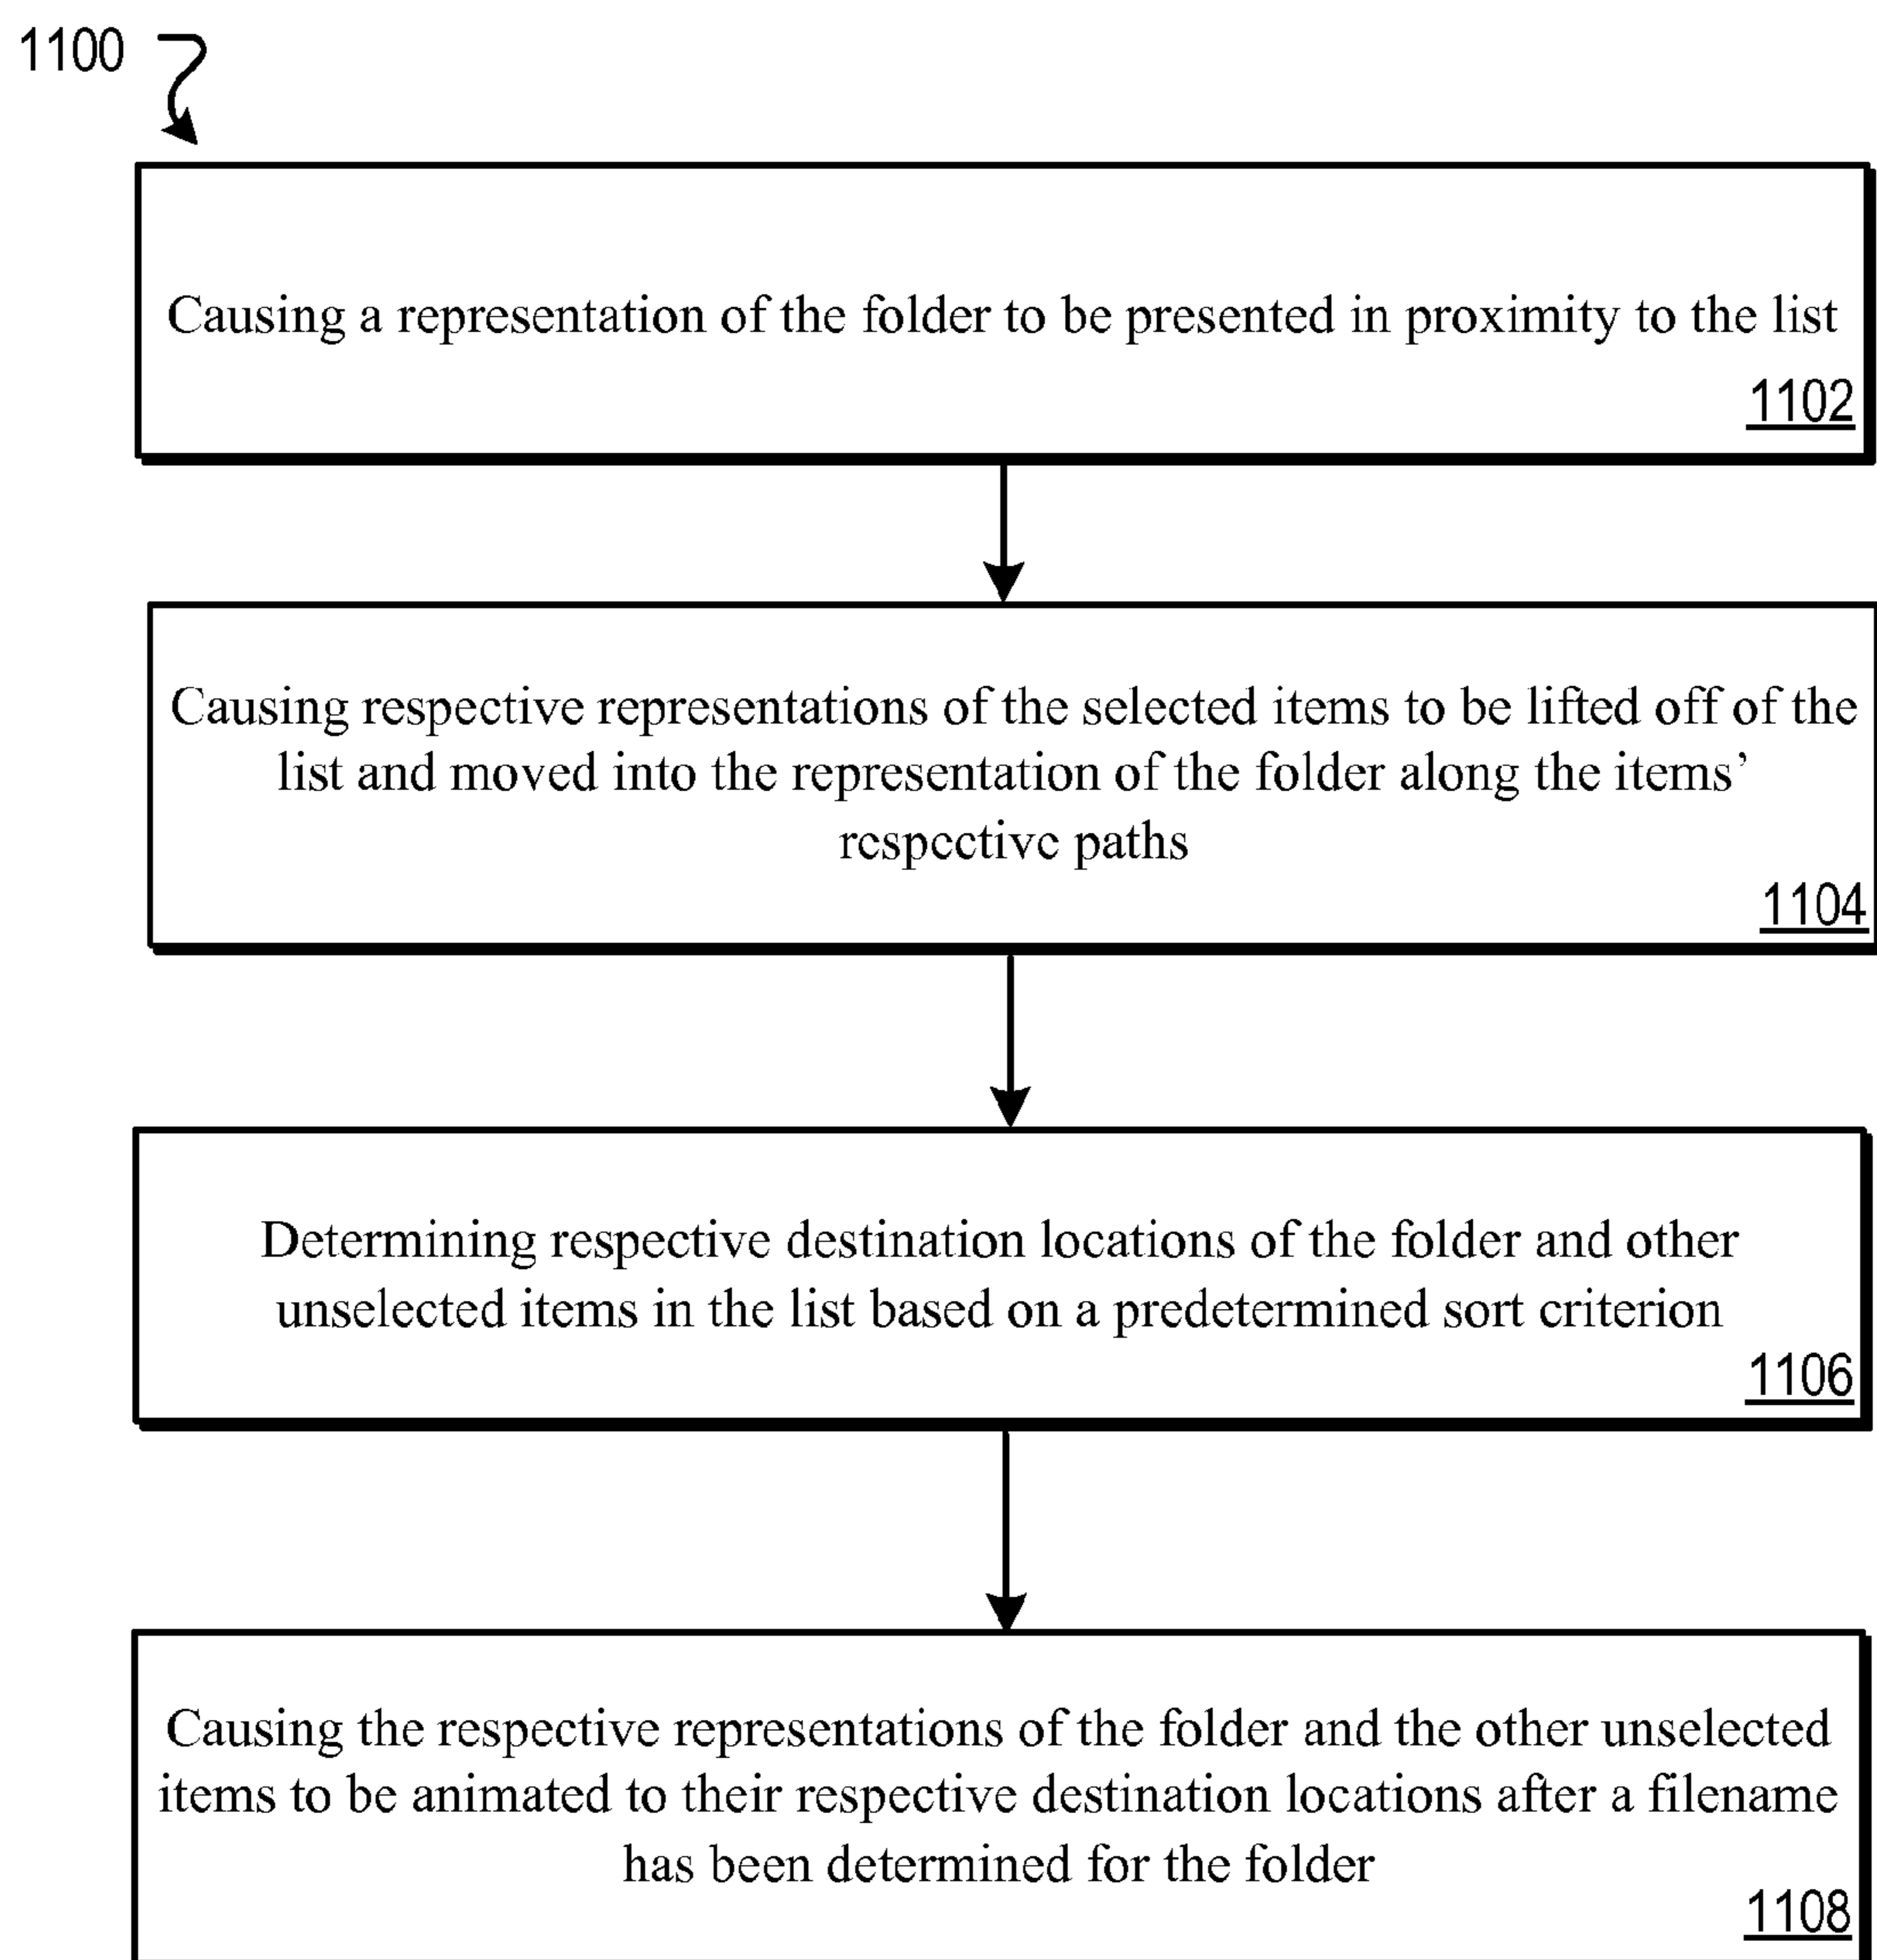 1100
Causing a representation of the folder to be presented in proximity to the list
1102
Causing respective representations of the selected items to be lifted off of the
list and moved into the representation of the folder along the items’
respective paths
1104
Determining respective destination locations of the folder and other
unselected items in the list based on a predetermined sort criterion
1106
Causing the respective representations of the folder and the other unselected
items to be animated to their respective destination locations after a filename
has been determined for the folder
1108